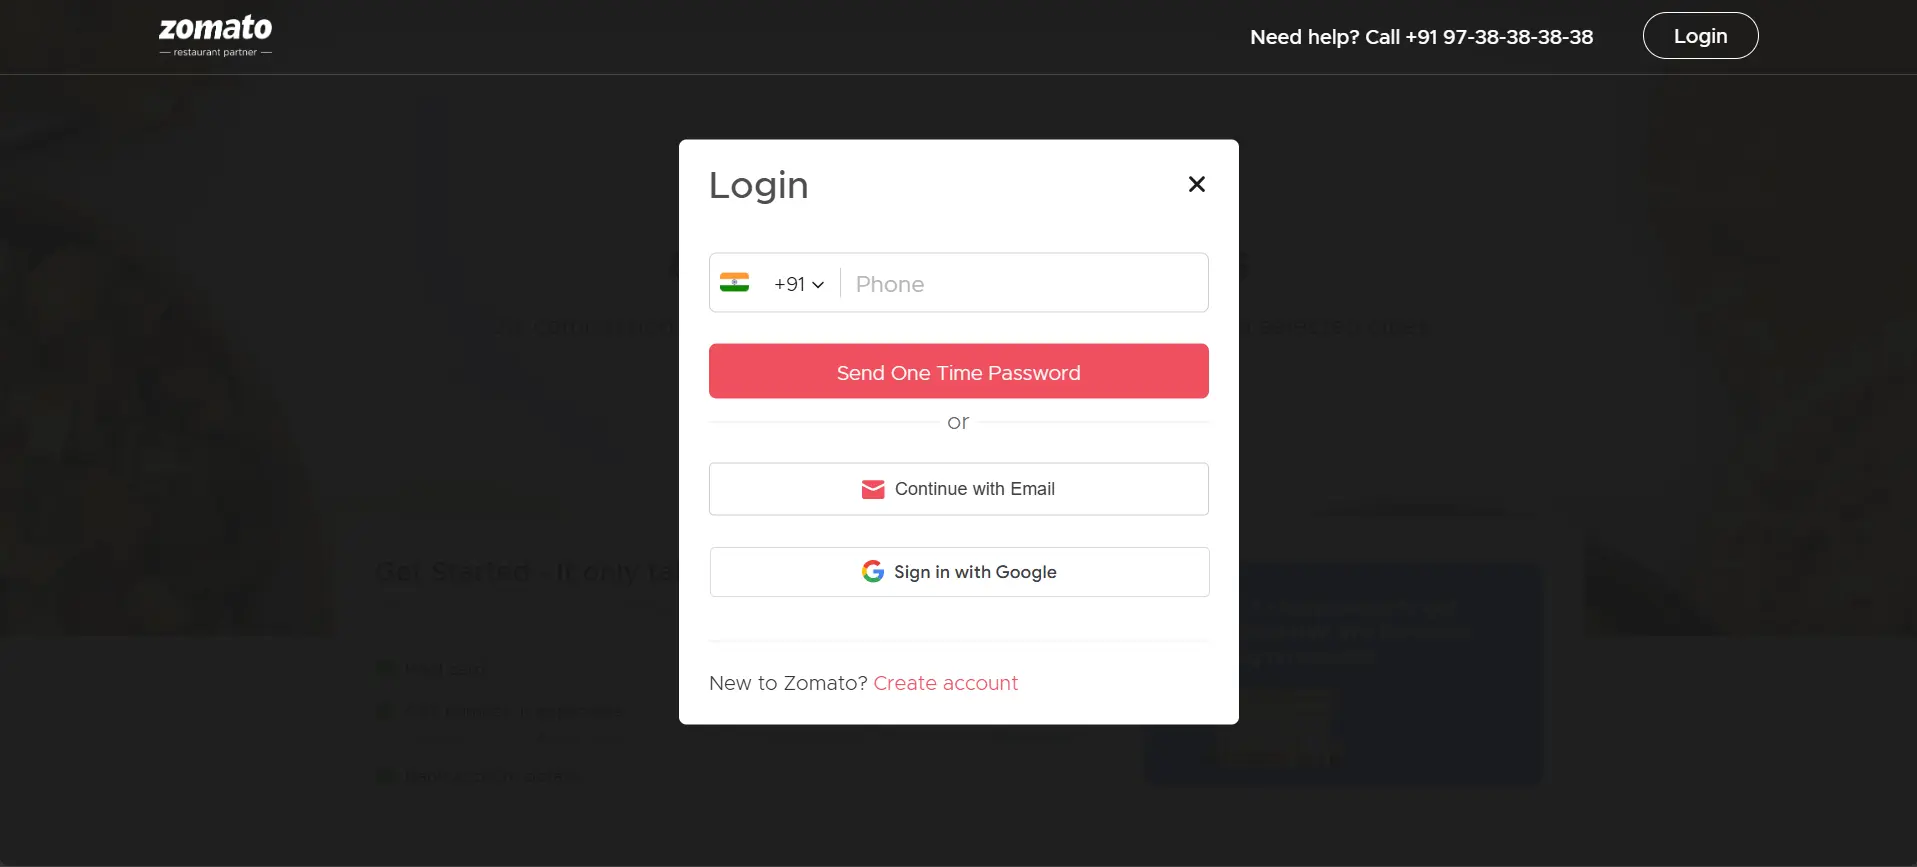 zomato
restaurant partner
Need help? Call +91 97-38-38-38-38
Login
Login
+91
Phone
Send One Time Password
or
Continue with Email
Sign in with Google
Get Started - It only ta
New to Zomato? Create account